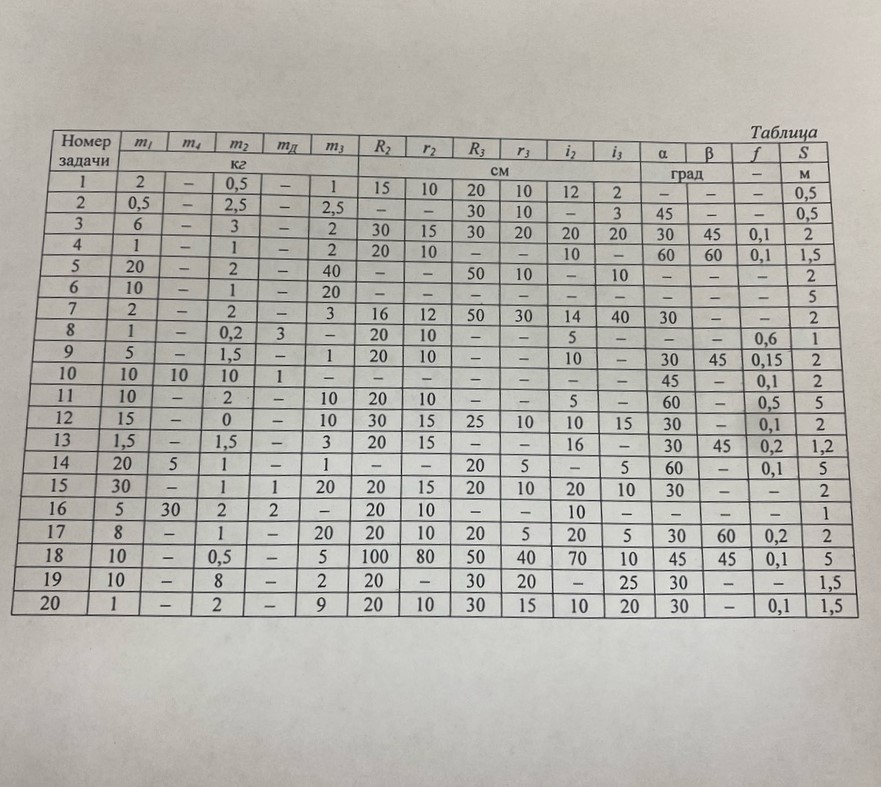 Таблица
Номер задачи m₁ m₄ m₂ m_Д m₃ R₂ r₂ R₃ r₃ i₂ i₃ α β f S
кг см град – м
1 2 – 0,5 – 1 15 10 20 10 12 2 – – – 0,5
2 0,5 – 2,5 – 2,5 – – 30 10 – 3 45 – – 0,5
3 6 – 3 – 2 30 15 30 20 20 20 30 45 0,1 2
4 1 – 1 – 2 20 10 – – 10 – 60 60 0,1 1,5
5 20 – 2 – 40 – – 50 10 – 10 – – – 2
6 10 – 1 – 20 – – – – – – – – – 5
7 2 – 2 – 3 16 12 50 30 14 40 30 – – 2
8 1 – 0,2 3 – 20 10 – – 5 – – – 0,6 1
9 5 – 1,5 – 1 20 10 – – 10 – 30 45 0,15 2
10 10 10 10 1 – – – – – – – 45 – 0,1 2
11 10 – 2 – 10 20 10 – – 5 – 60 – 0,5 5
12 15 – 0 – 10 30 15 25 10 10 15 30 – 0,1 2
13 1,5 – 1,5 – 3 20 15 – – 16 – 30 45 0,2 1,2
14 20 5 1 – 1 – – 20 5 – 5 60 – 0,1 5
15 30 – 1 1 20 20 15 20 10 20 10 30 – – 2
16 5 30 2 2 – 20 10 – – 10 – – – – 1
17 8 – 1 – 20 20 10 20 5 20 5 30 60 0,2 2
18 10 – 0,5 – 5 100 80 50 40 70 10 45 45 0,1 5
19 10 – 8 – 2 20 – 30 20 – 25 30 – – 1,5
20 1 – 2 – 9 20 10 30 15 10 20 30 – 0,1 1,5